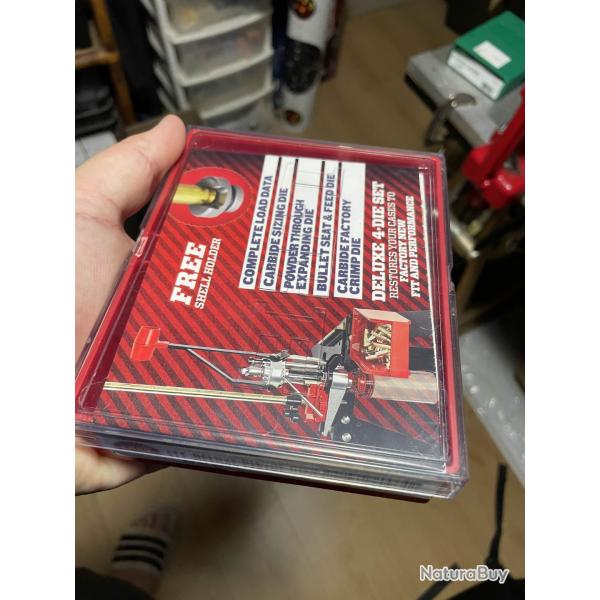 FREE
SHELL HOLDER
COMPLETE LOAD DATA
CARBIDE SIZING DIE
POWDER THROUGH
EXPANDING DIE
BULLET SEAT & FEED DIE
CARBIDE FACTORY
CRIMP DIE
DELUXE 4-DIE SET
RESTORES YOUR CASES TO
FACTORY NEW
FIT AND PERFORMANCE
NaturaBuy